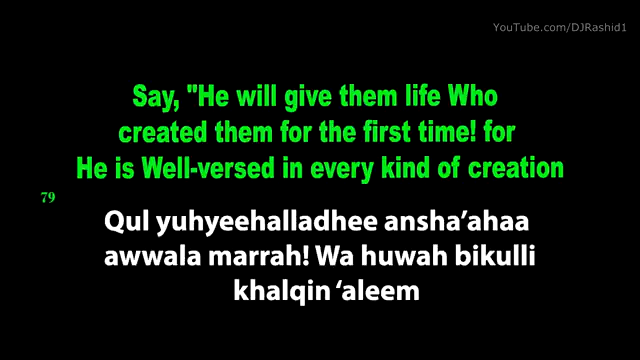 YouTube.com/DJRashid1
Say, "He will give them life Who
created them for the first time! for
He is Well-versed in every kind of creation
79
Qul yuhyeehalladhee ansha’ahaa
awwala marrah! Wa huwah bikulli
khalqin ‘aleem